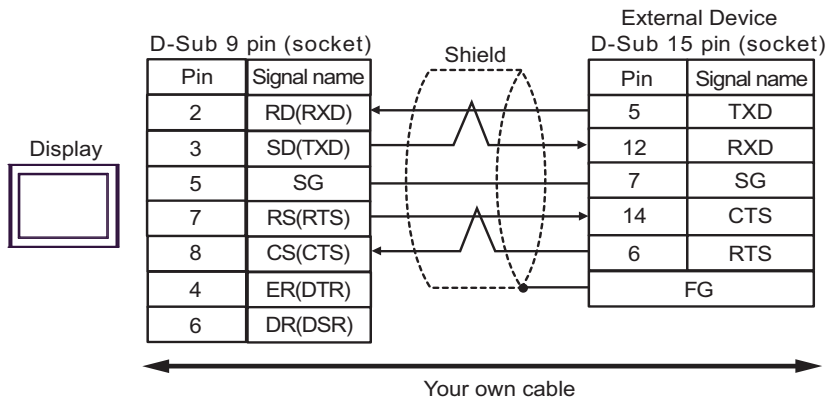 External Device
D-Sub 9 pin (socket)
Shield
D-Sub 15 pin (socket)
Pin Signal name
Pin Signal name
2 RD(RXD)
5 TXD
Display
3 SD(TXD)
12 RXD
5 SG
7 SG
7 RS(RTS)
14 CTS
8 CS(CTS)
6 RTS
4 ER(DTR)
FG
6 DR(DSR)
Your own cable